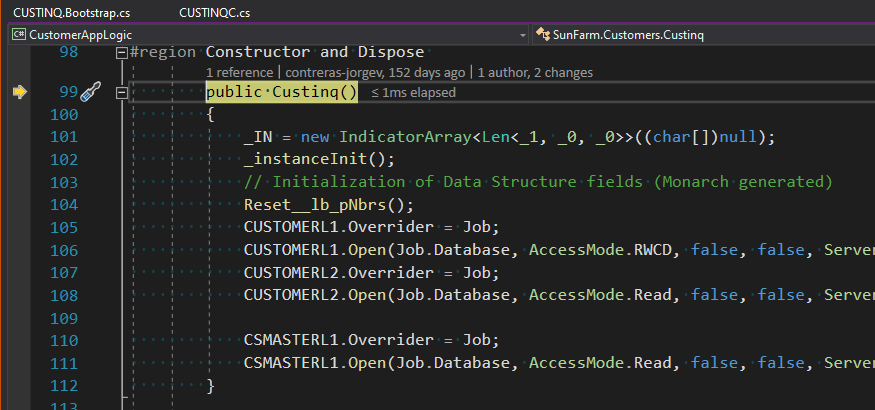 CUSTINQ.Bootstrap.cs CUSTINQC.cs
C# CustomerAppLogic SunFarm.Customers.Custinq
98 #region Constructor and Dispose
1 reference | contreras-jorgev, 152 days ago | 1 author, 2 changes
99 public Custinq() ≤ 1ms elapsed
100 {
101 _IN = new IndicatorArray<Len<_1, _0, _0>>((char[])null);
102 _instanceInit();
103 // Initialization of Data Structure fields (Monarch generated)
104 Reset__lb_pNbrs();
105 CUSTOMERL1.Overrider = Job;
106 CUSTOMERL1.Open(Job.Database, AccessMode.RWCD, false, false, Server
107 CUSTOMERL2.Overrider = Job;
108 CUSTOMERL2.Open(Job.Database, AccessMode.Read, false, false, Server
109
110 CSMASTERL1.Overrider = Job;
111 CSMASTERL1.Open(Job.Database, AccessMode.Read, false, false, Server
112 }